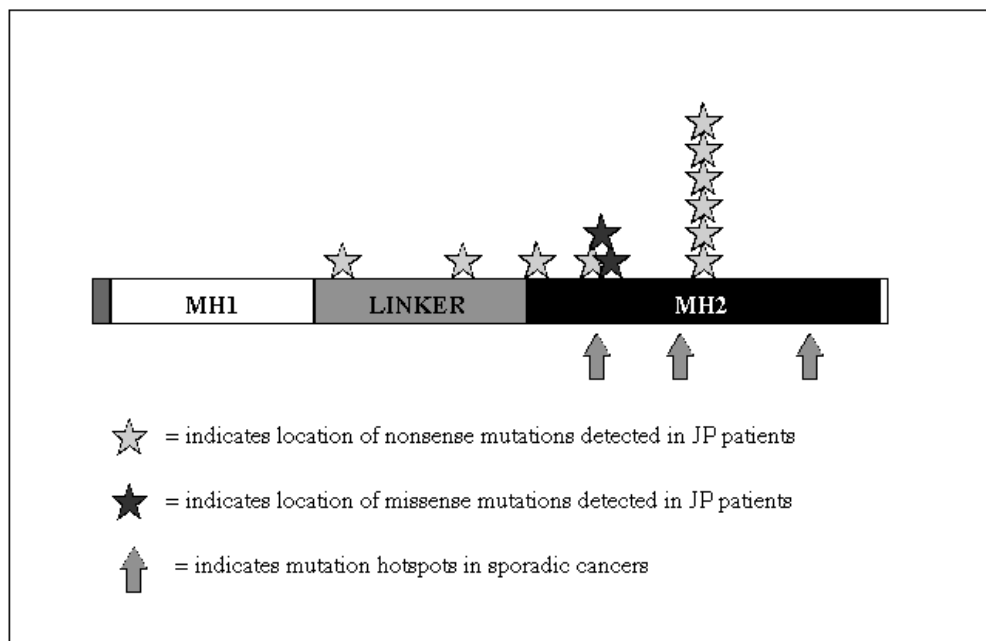 MH1 LINKER MH2
= indicates location of nonsense mutations detected in JP patients
= indicates location of missense mutations detected in JP patients
= indicates mutation hotspots in sporadic cancers